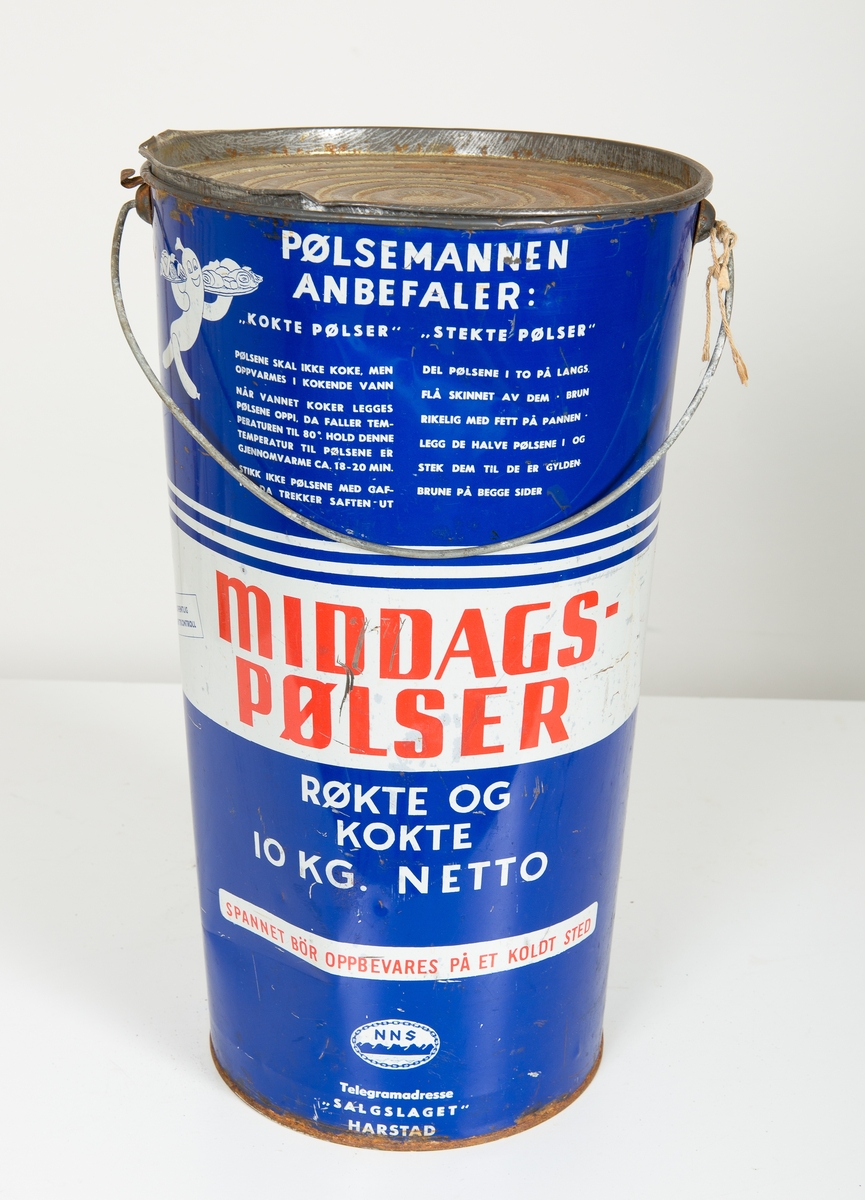 PØLSEMANNEN
ANBEFALER:
„KOKTE PØLSER"
PØLSENE SKAL IKKE KOKE, MEN
OPPVARMES I KOKENDE VANN
NÅR VANNET KOKER LEGGES
PØLSENE OPPI, DA FALLER TEM-
PERATUREN TIL 80°. HOLD DENNE
TEMPERATUR TIL PØLSENE ER
GJENNOMVARME CA. 18-20 MIN.
STIKK IKKE PØLSENE MED GAF-
DA TREKKER SAFTEN UT
„STEKTE PØLSER"
DEL PØLSENE I TO PÅ LANGS.
FLÅ SKINNET AV DEM · BRUN
RIKELIG MED FETT PÅ PANNEN ·
LEGG DE HALVE PØLSENE I OG
STEK DEM TIL DE ER GYLDEN-
BRUNE PÅ BEGGE SIDER
MIDDAGS-
PØLSER
RØKTE OG
KOKTE
10 KG. NETTO
SPANNET BÖR OPPBEVARES PÅ ET KOLDT STED
NNS
Telegramadresse
„SALGSLAGET"
HARSTAD